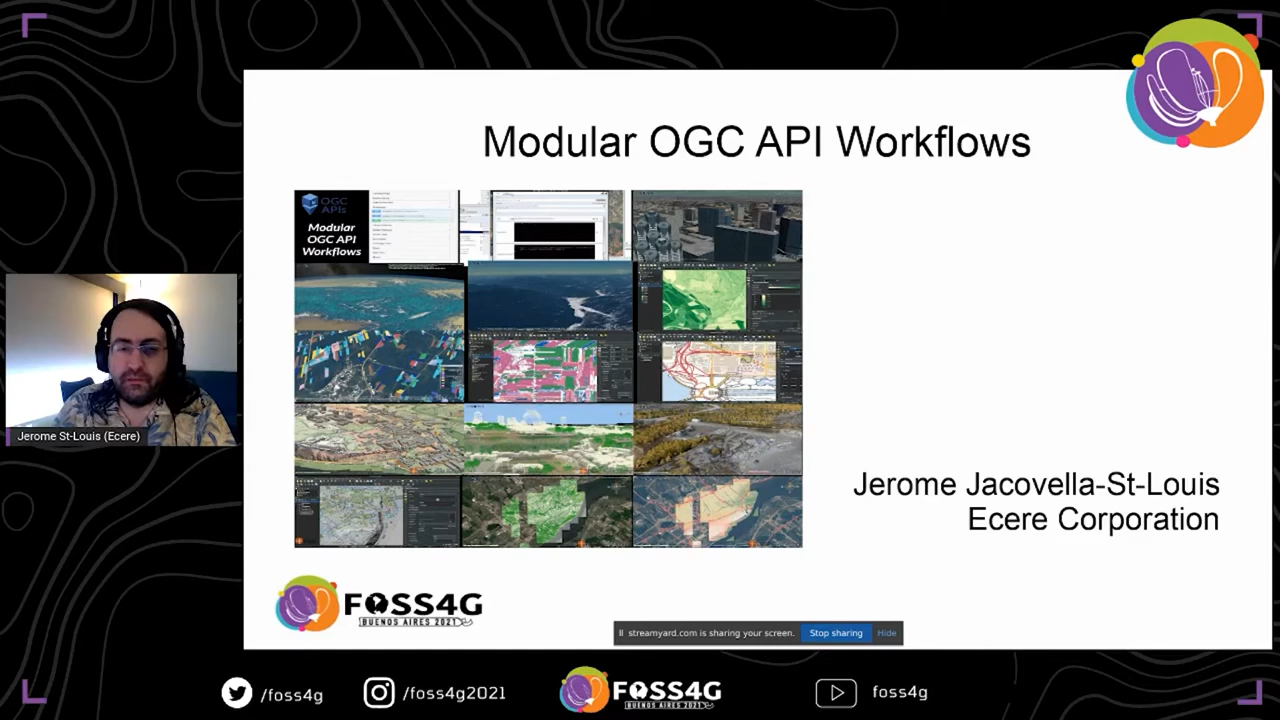 Modular OGC API Workflows
OGC
APIs
Modular
OGC API
Workflows
Jerome St-Louis (Ecere)
Jerome Jacovella-St-Louis
Ecere Corporation
FOSS4G
BUENOS AIRES 2021
streamyard.com is sharing your screen.
Stop sharing
Hide
/foss4g
/foss4g2021
FOSS4G
BUENOS AIRES 2021
foss4g